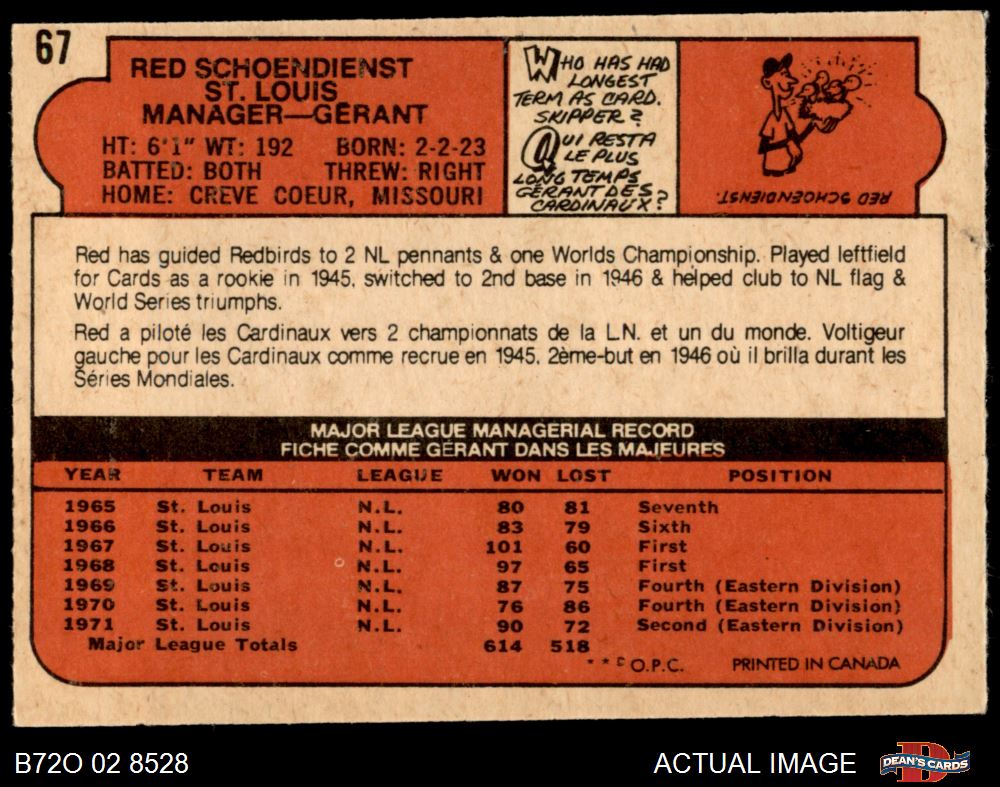 67
RED SCHOENDIENST
ST. LOUIS
MANAGER—GÉRANT
HT: 6'1" WT: 192 BORN: 2-2-23
BATTED: BOTH THREW: RIGHT
HOME: CREVE COEUR, MISSOURI
WHO HAS HAD
LONGEST
TERM AS CARD.
SKIPPER?
QUI RESTA
LE PLUS
LONG TEMPS
GÉRANT DES
CARDINAUX?
RED SCHOENDIENST.
Red has guided Redbirds to 2 NL pennants & one Worlds Championship. Played leftfield
for Cards as a rookie in 1945, switched to 2nd base in 1946 & helped club to NL flag &
World Series triumphs.
Red a piloté les Cardinaux vers 2 championnats de la L.N. et un du monde. Voltigeur
gauche pour les Cardinaux comme recrue en 1945. 2ème-but en 1946 où il brilla durant les
Séries Mondiales.
MAJOR LEAGUE MANAGERIAL RECORD
FICHE COMME GÉRANT DANS LES MAJEURES
YEAR TEAM LEAGUE WON LOST POSITION
1965 St. Louis N.L. 80 81 Seventh
1966 St. Louis N.L. 83 79 Sixth
1967 St. Louis N.L. 101 60 First
1968 St. Louis N.L. 97 65 First
1969 St. Louis N.L. 87 75 Fourth (Eastern Division)
1970 St. Louis N.L. 76 86 Fourth (Eastern Division)
1971 St. Louis N.L. 90 72 Second (Eastern Division)
Major League Totals 614 518
**© O.P.C. PRINTED IN CANADA
B72O 02 8528 ACTUAL IMAGE DEAN'S CARDS